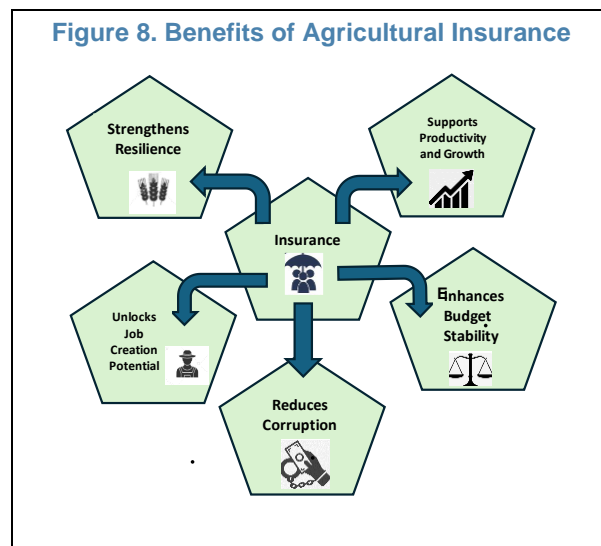 Figure 8. Benefits of Agricultural Insurance
Strengthens
Resilience
Supports
Productivity
and Growth
Insurance
Enhances
Budget
Stability
Unlocks
Job
Creation
Potential
Reduces
Corruption